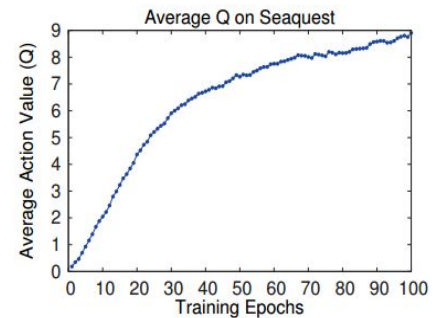 Average Q on Seaquest
Average Action Value (Q)
9
8
7
6
5
4
3
2
1
0
0 10 20 30 40 50 60 70 80 90 100
Training Epochs